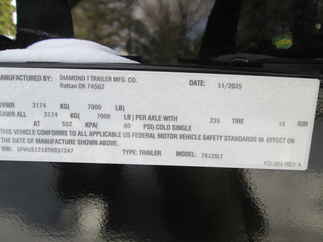 MANUFACTURED BY: DIAMOND T TRAILER MFG. CO. DATE: 11/2025
Rattan OK 74562
GVWR 3174 KG( 7000 LB)
GAWR ALL 3174 KG( 7000 LB) PER AXLE WITH 235 TIRE 15 RIM
AT 552 KPA( 80 PSI) COLD SINGLE
THIS VEHICLE CONFORMS TO ALL APPLICABLE US FEDERAL MOTOR VEHICLE SAFETY STANDARDS IN EFFECT ON
THE DATE OF MANUFACTURE SHOWN ABOVE.
TYPE: TRAILER MODEL: